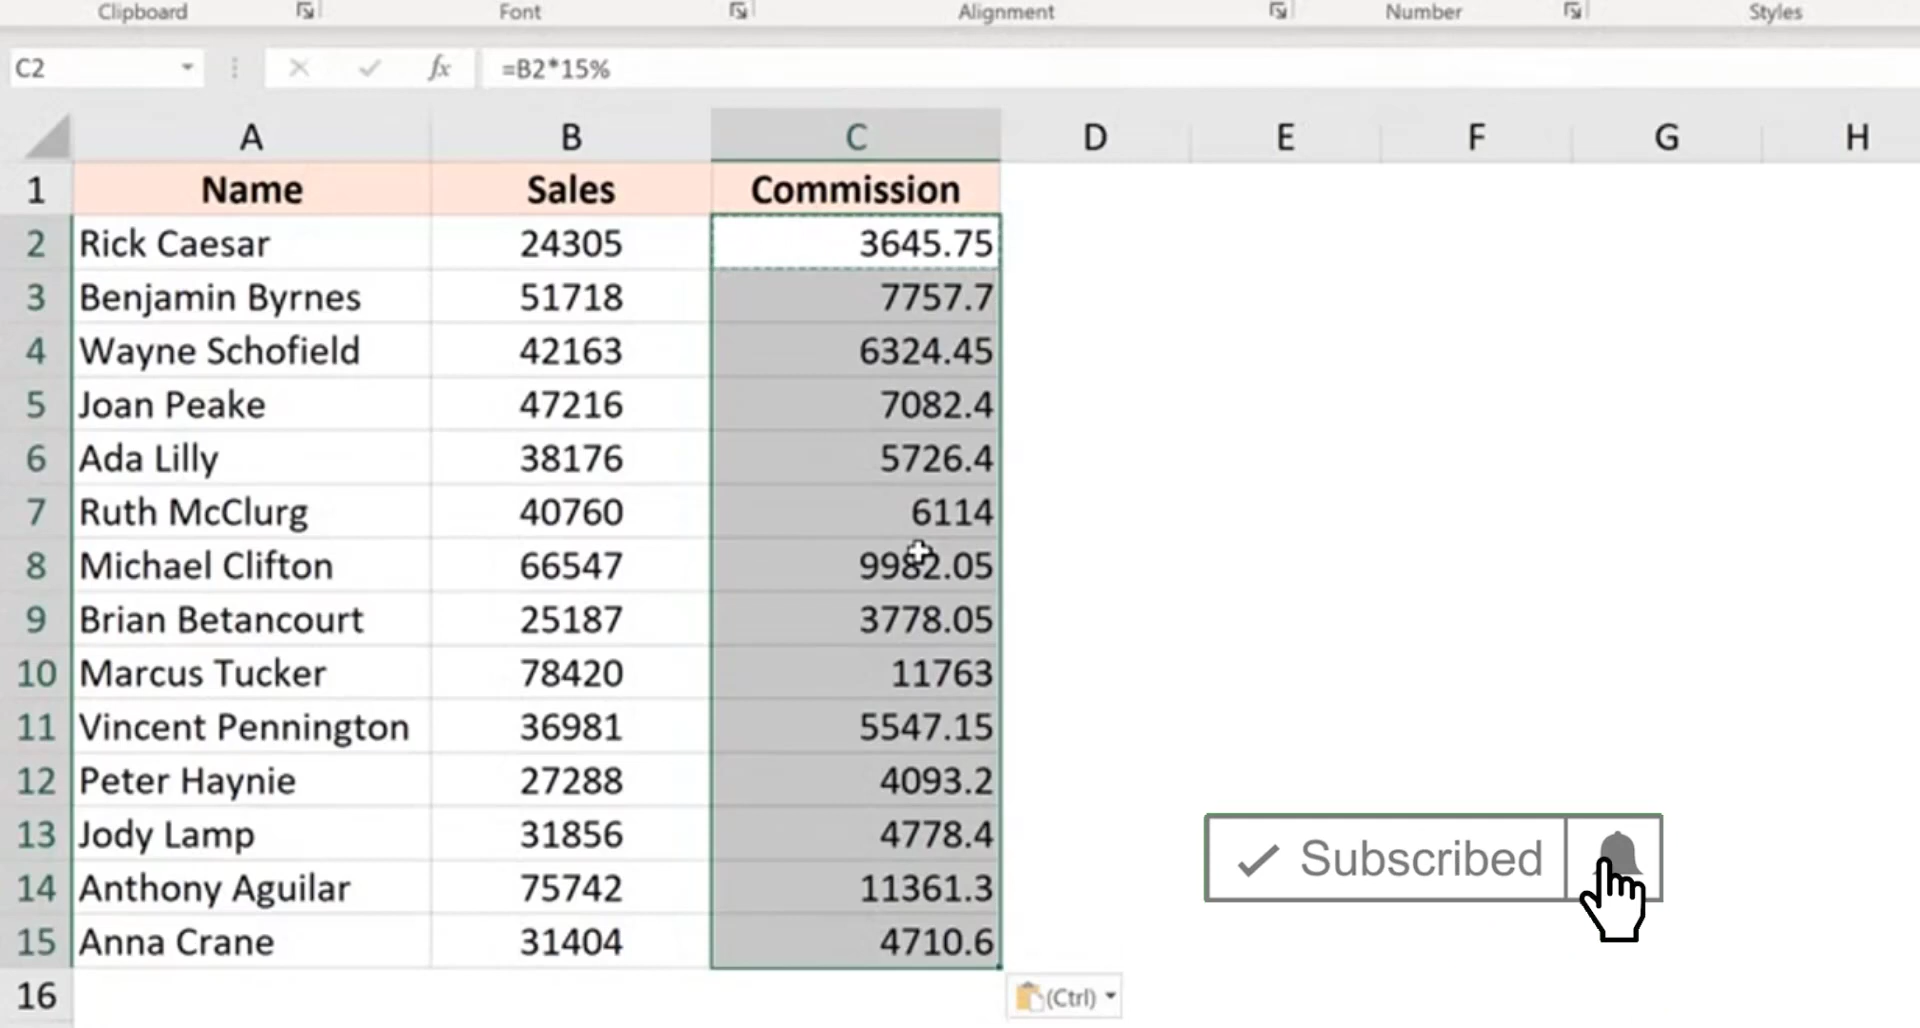 Clipboard Font Alignment Number Styles
C2 fx =B2*15%
A B C D E F G H
1 Name Sales Commission
2 Rick Caesar 24305 3645.75
3 Benjamin Byrnes 51718 7757.7
4 Wayne Schofield 42163 6324.45
5 Joan Peake 47216 7082.4
6 Ada Lilly 38176 5726.4
7 Ruth McClurg 40760 6114
8 Michael Clifton 66547 9982.05
9 Brian Betancourt 25187 3778.05
10 Marcus Tucker 78420 11763
11 Vincent Pennington 36981 5547.15
12 Peter Haynie 27288 4093.2
13 Jody Lamp 31856 4778.4
Subscribed
14 Anthony Aguilar 75742 11361.3
15 Anna Crane 31404 4710.6
16 (Ctrl)